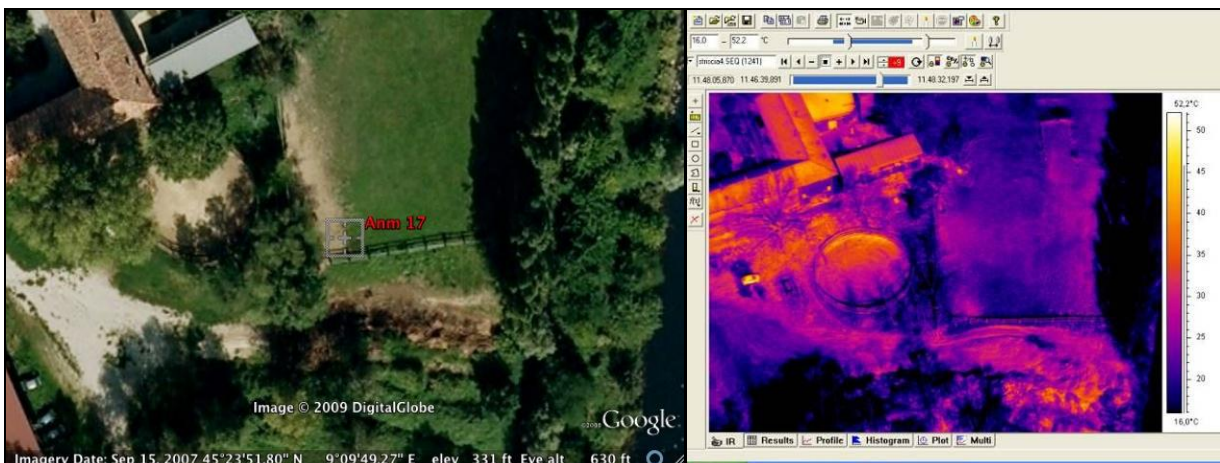 Anm 17
Image © 2009 DigitalGlobe
©2009 Google
Imagery Date: Sep 15, 2007 45°23'51.80" N 9°09'49.27" E elev 331 ft Eye alt 630 ft
16,0 - 52,2 °C
11.48.05,870 11.46.39,891 11.48.32,197
52,2°C
50
45
40
35
30
25
20
16,0°C
IR Results Profile Histogram Plot Multi